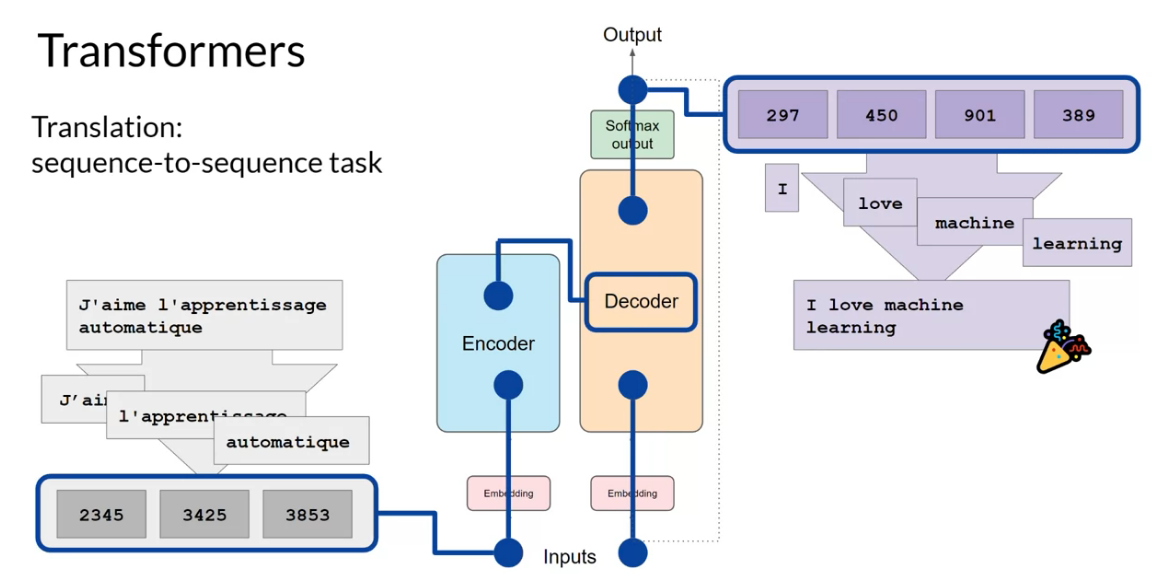 Transformers
Translation:
sequence-to-sequence task
J'aime l'apprentissage
automatique
l'apprentissage
automatique
2345 3425 3853
Encoder
Decoder
Embedding
Embedding
Inputs
Softmax
output
Output
297 450 901 389
I
love
machine
learning
I love machine
learning